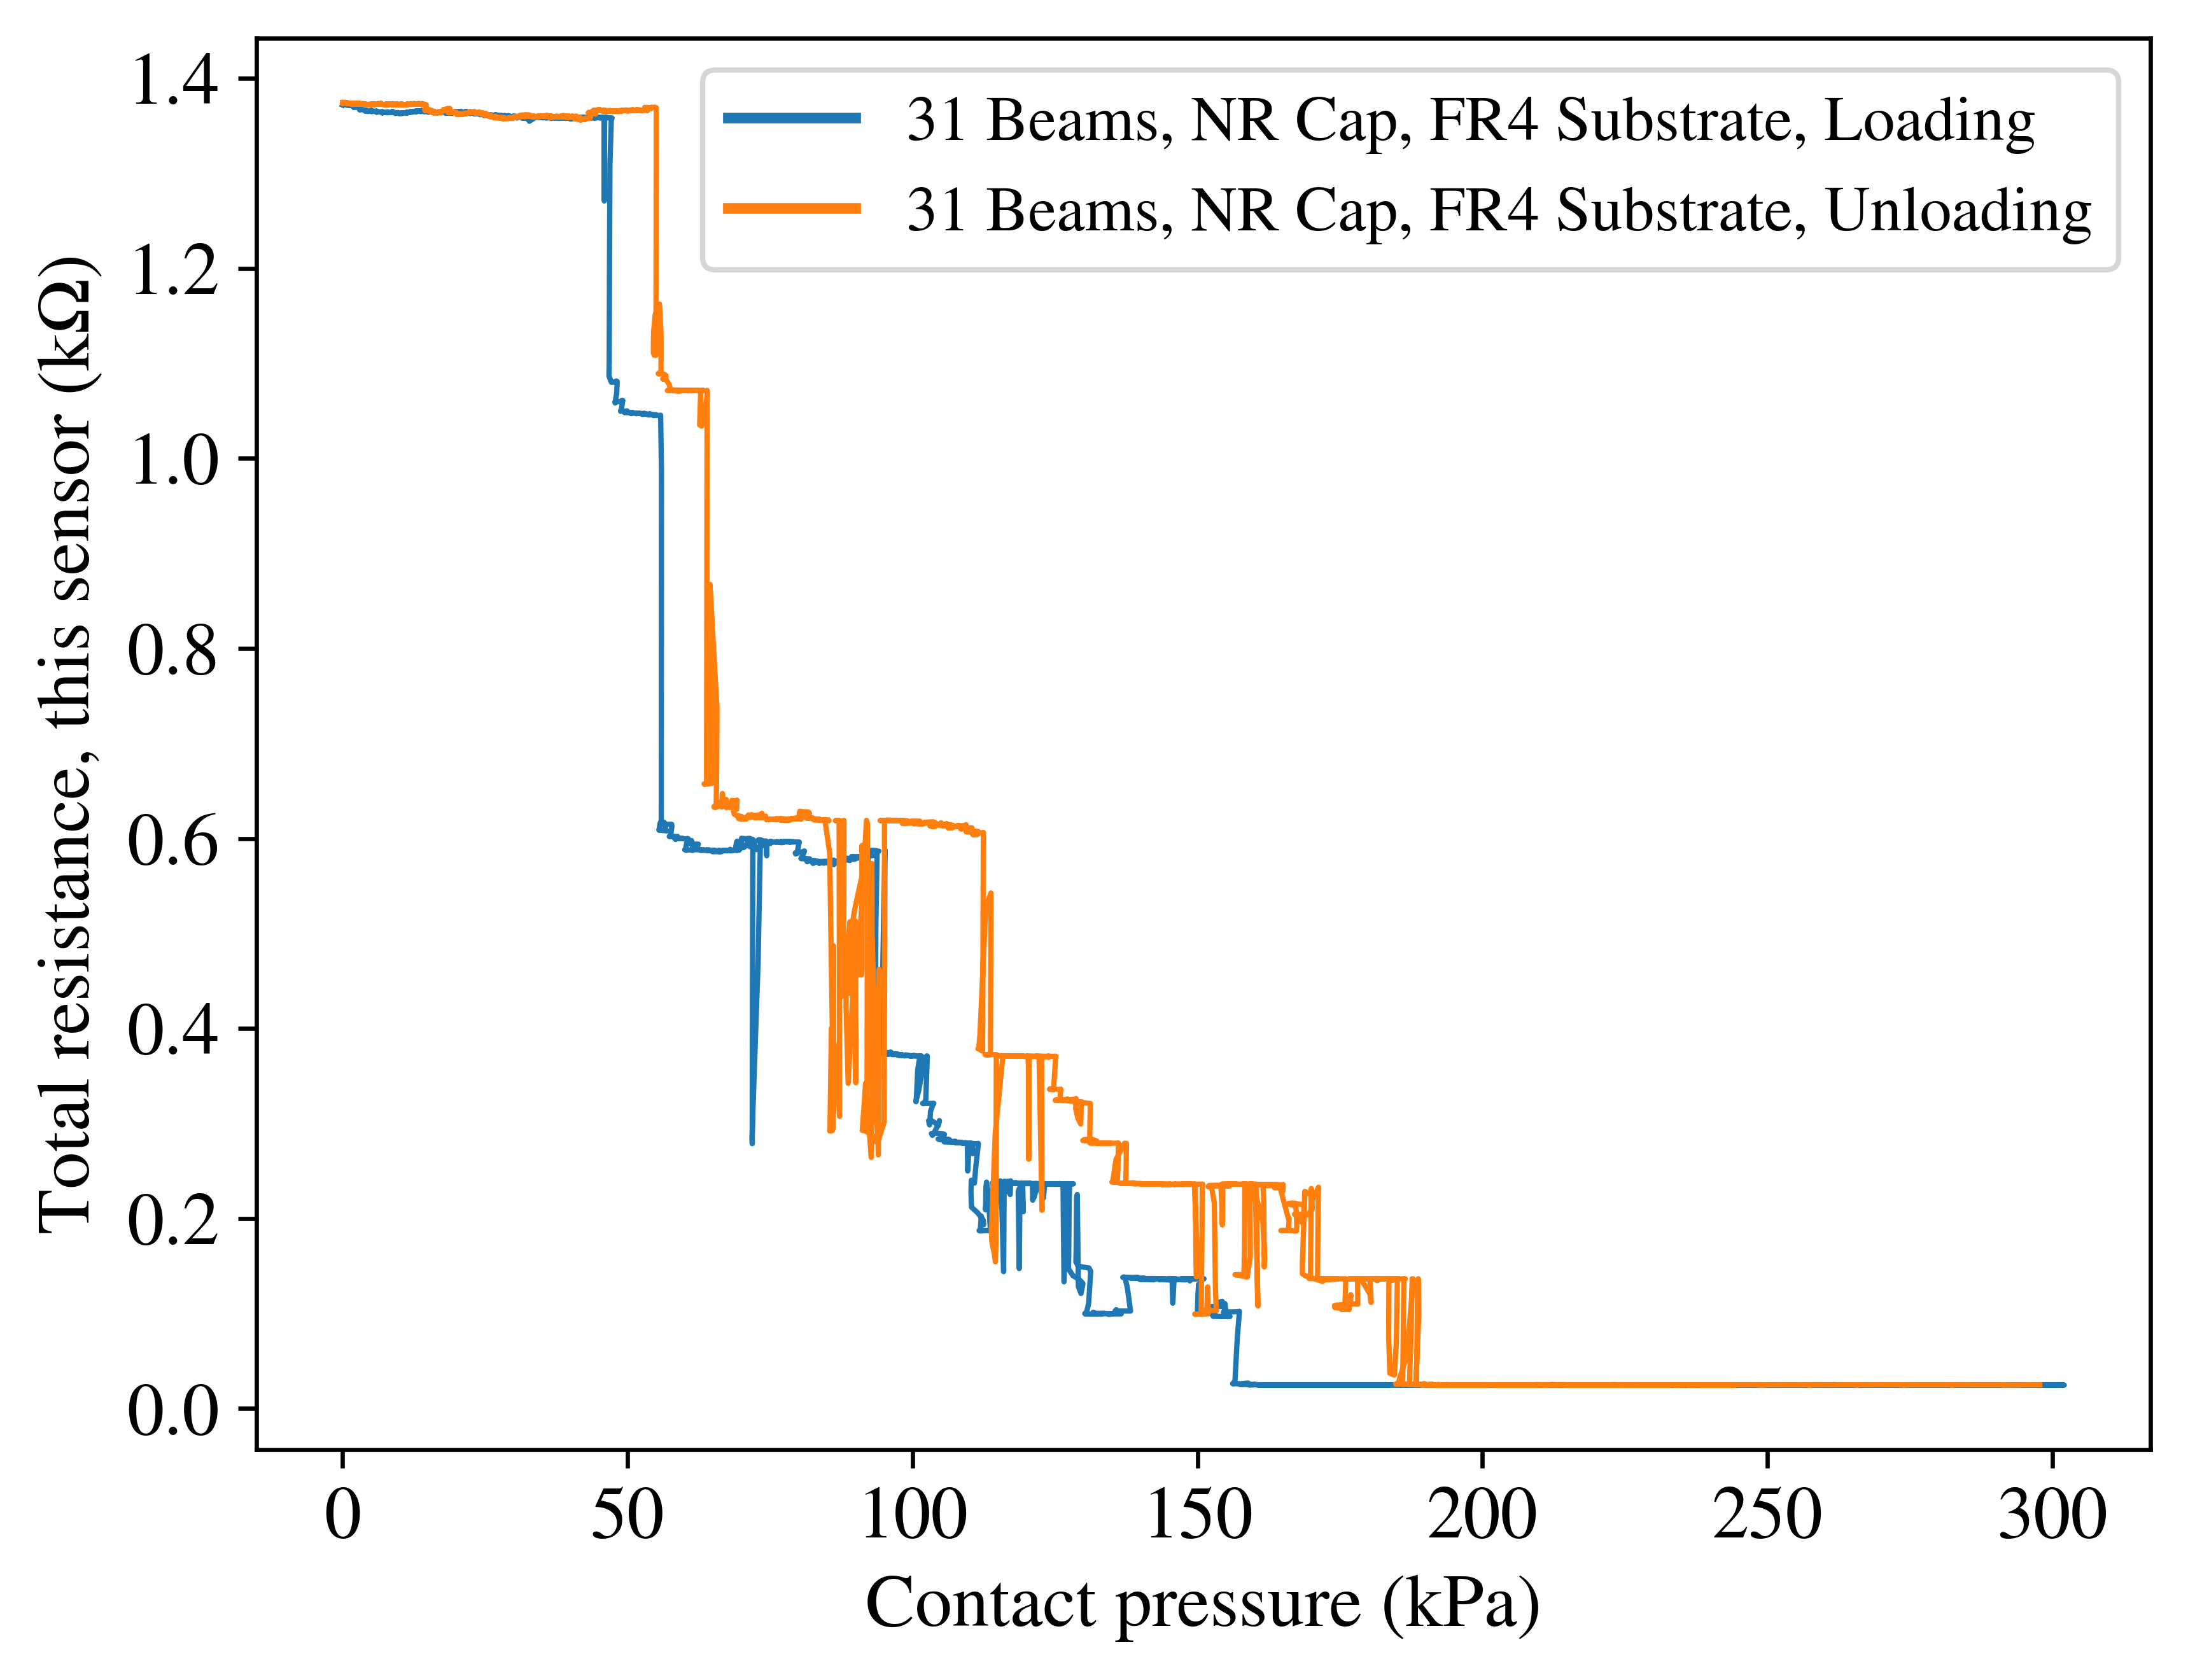 31 Beams, NR Cap, FR4 Substrate, Loading
31 Beams, NR Cap, FR4 Substrate, Unloading
Total resistance, this sensor (kΩ)
1.4
1.2
1.0
0.8
0.6
0.4
0.2
0.0
0 50 100 150 200 250 300
Contact pressure (kPa)